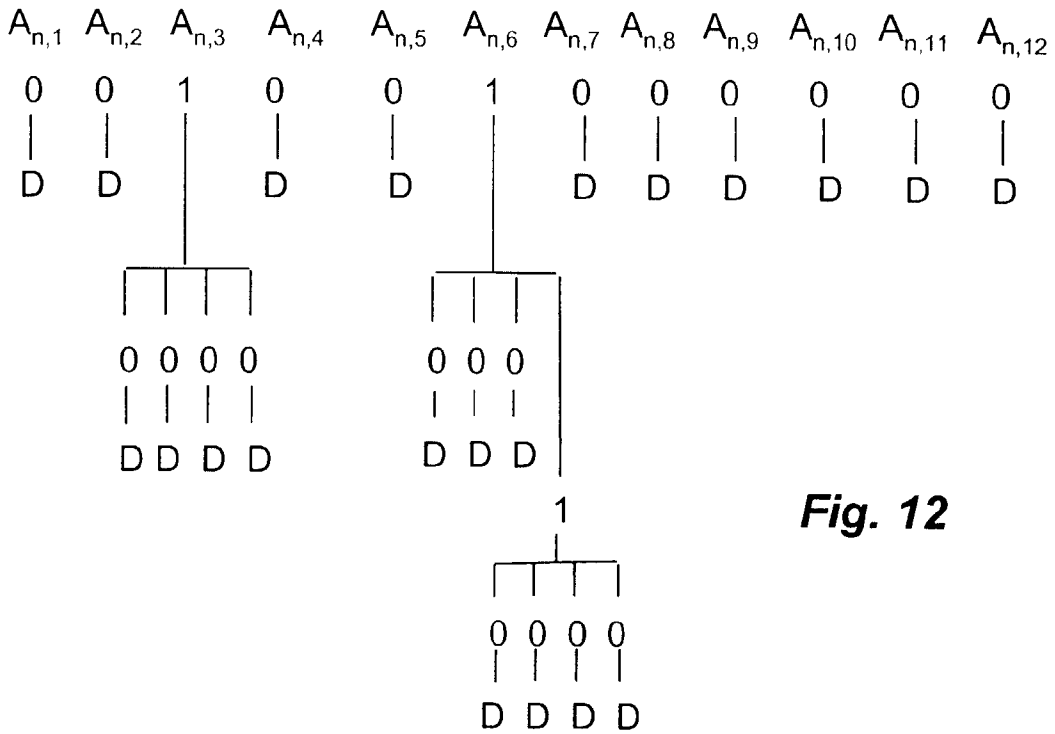 An,1 An,2 An,3 An,4 An,5 An,6 An,7 An,8 An,9 An,10 An,11 An,12
0 0 1 0 0 1 0 0 0 0 0 0
D D D D D D D D D D
0 0 0 0 0 0 0
D D D D D D D
1
Fig. 12
0 0 0 0
D D D D